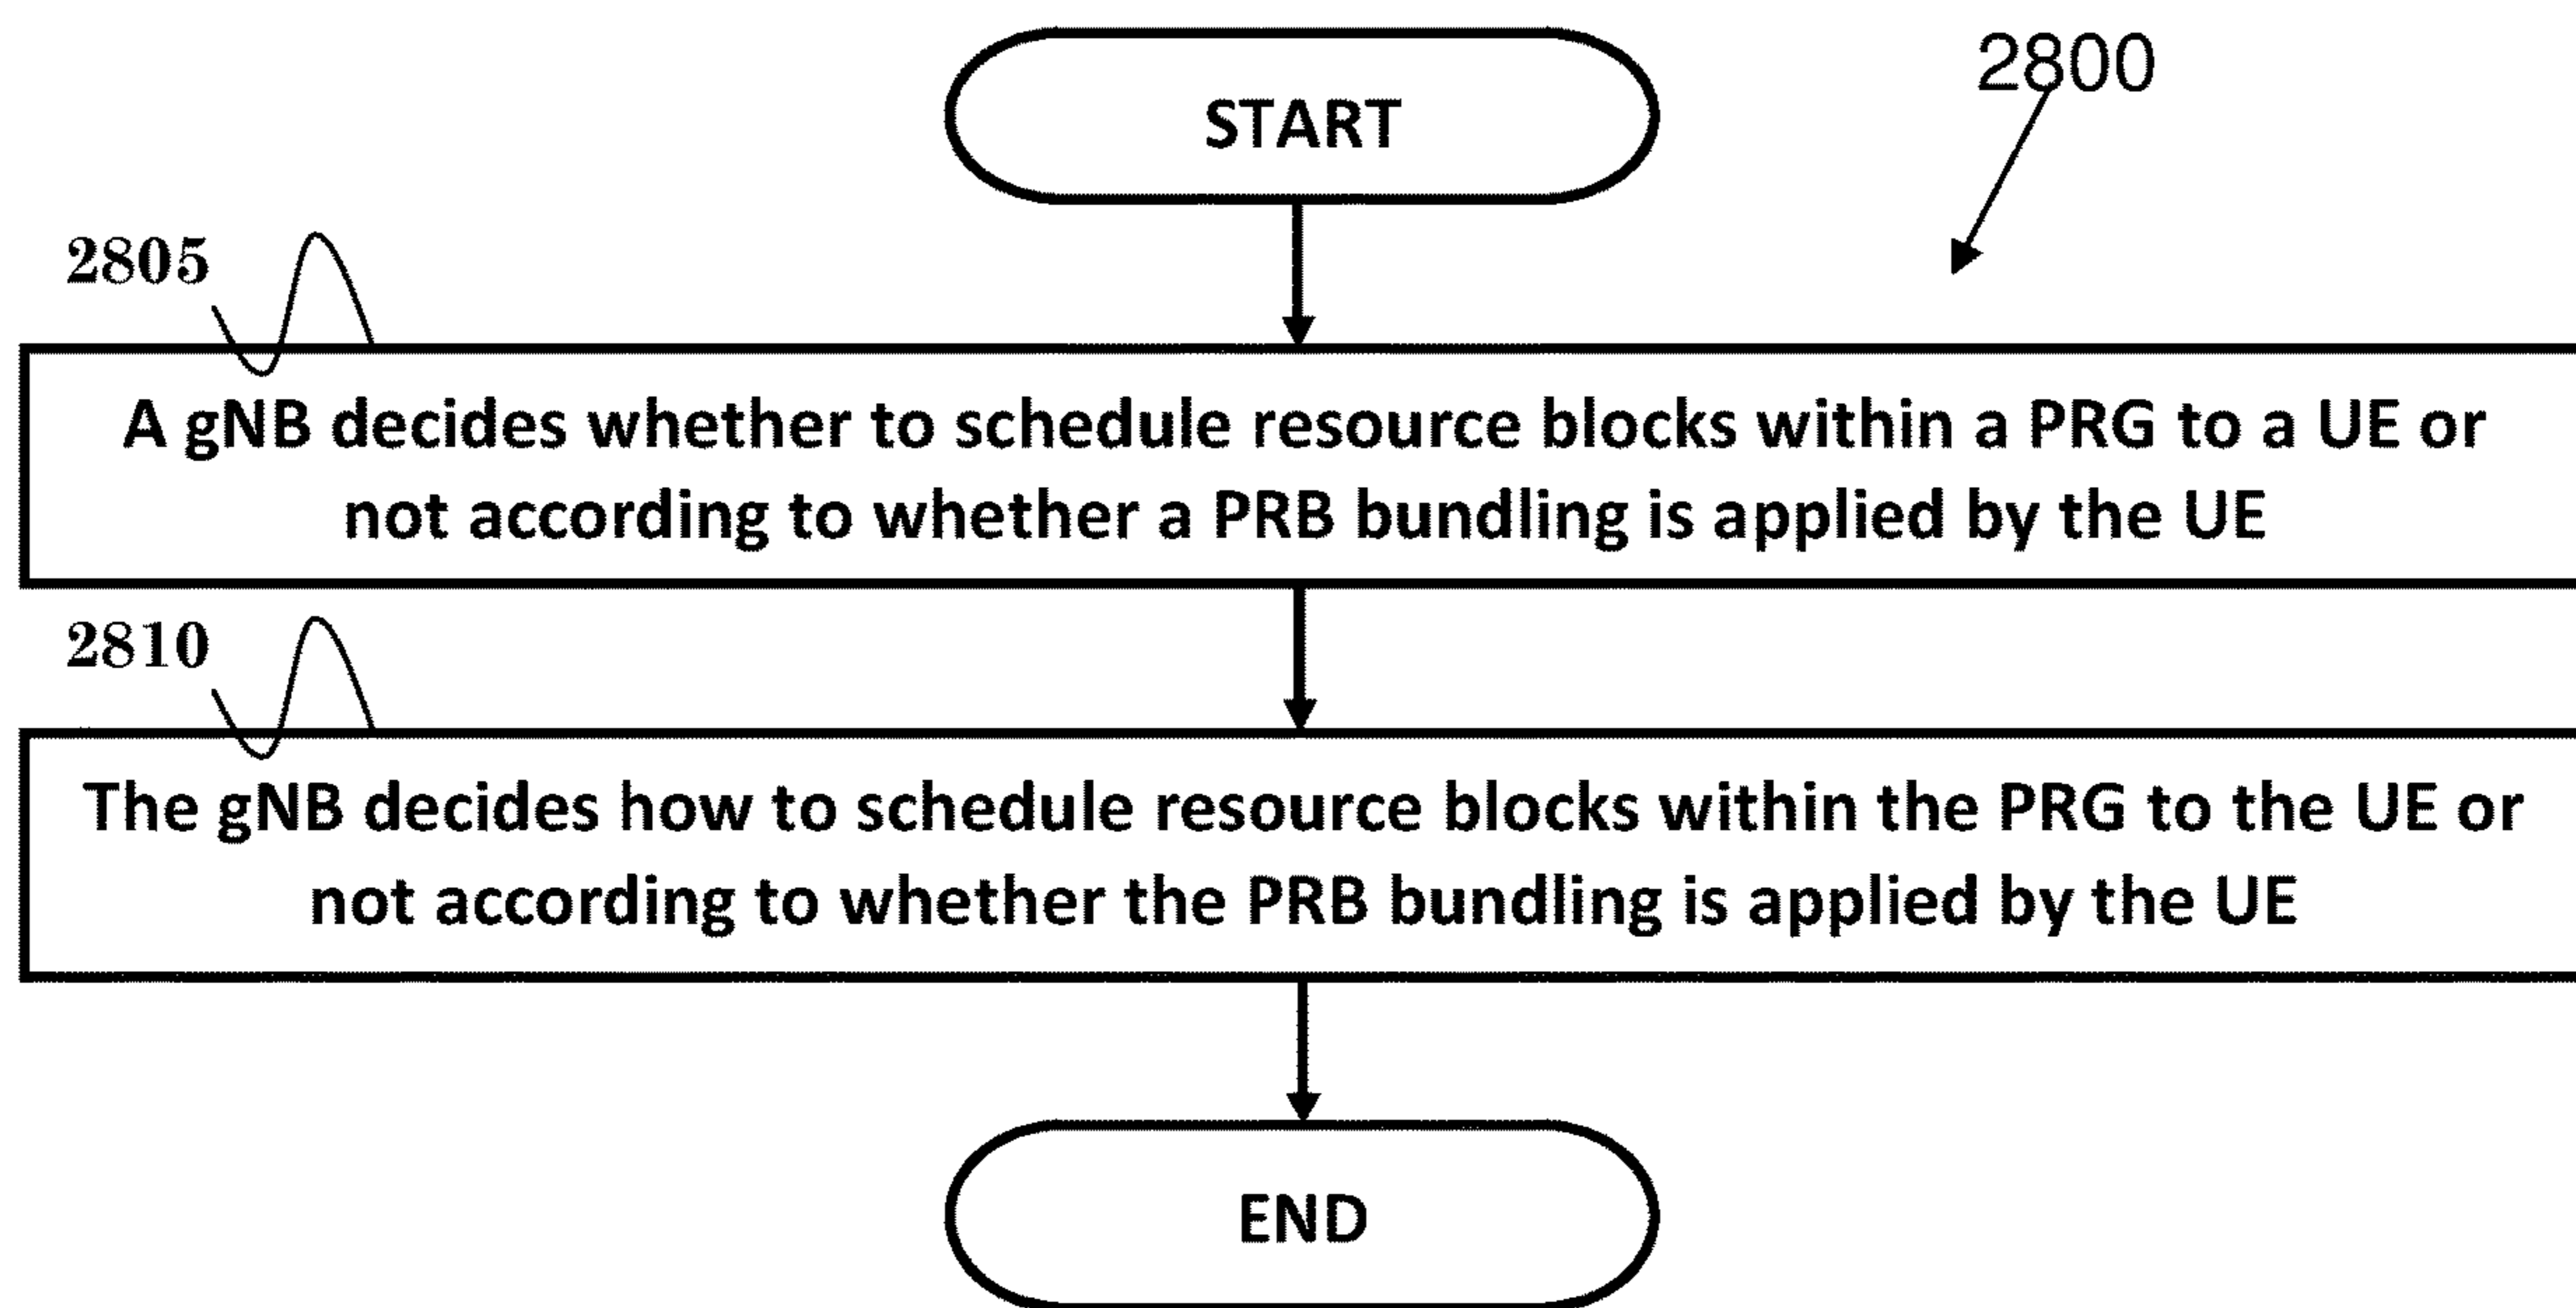 START
2800
2805
A gNB decides whether to schedule resource blocks within a PRG to a UE or
not according to whether a PRB bundling is applied by the UE
2810
The gNB decides how to schedule resource blocks within the PRG to the UE or
not according to whether the PRB bundling is applied by the UE
END